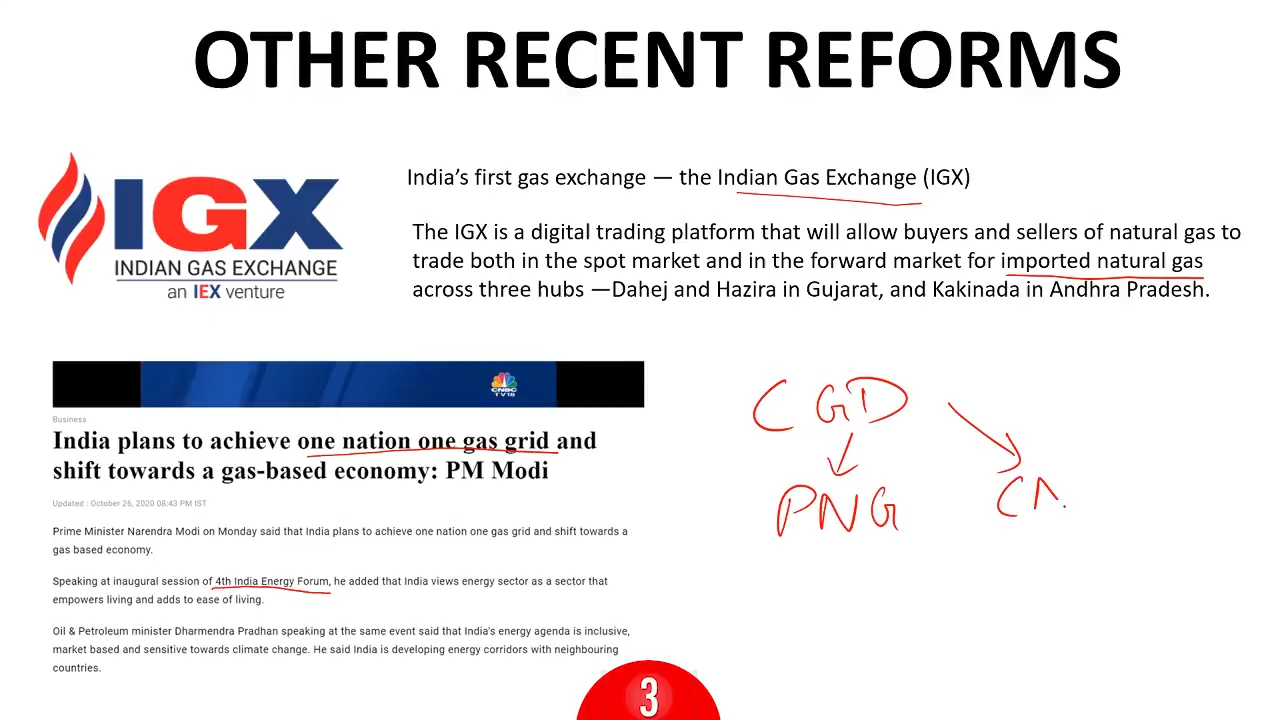 OTHER RECENT REFORMS
IGX
INDIAN GAS EXCHANGE
an IEX venture
India’s first gas exchange — the Indian Gas Exchange (IGX)
The IGX is a digital trading platform that will allow buyers and sellers of natural gas to
trade both in the spot market and in the forward market for imported natural gas
across three hubs —Dahej and Hazira in Gujarat, and Kakinada in Andhra Pradesh.
CNBC
TV18
Business
India plans to achieve one nation one gas grid and
shift towards a gas-based economy: PM Modi
Updated : October 26, 2020 08:43 PM IST
Prime Minister Narendra Modi on Monday said that India plans to achieve one nation one gas grid and shift towards a
gas based economy.
Speaking at inaugural session of 4th India Energy Forum, he added that India views energy sector as a sector that
empowers living and adds to ease of living.
Oil & Petroleum minister Dharmendra Pradhan speaking at the same event said that India's energy agenda is inclusive,
market based and sensitive towards climate change. He said India is developing energy corridors with neighbouring
countries.
CGD
PNG
3